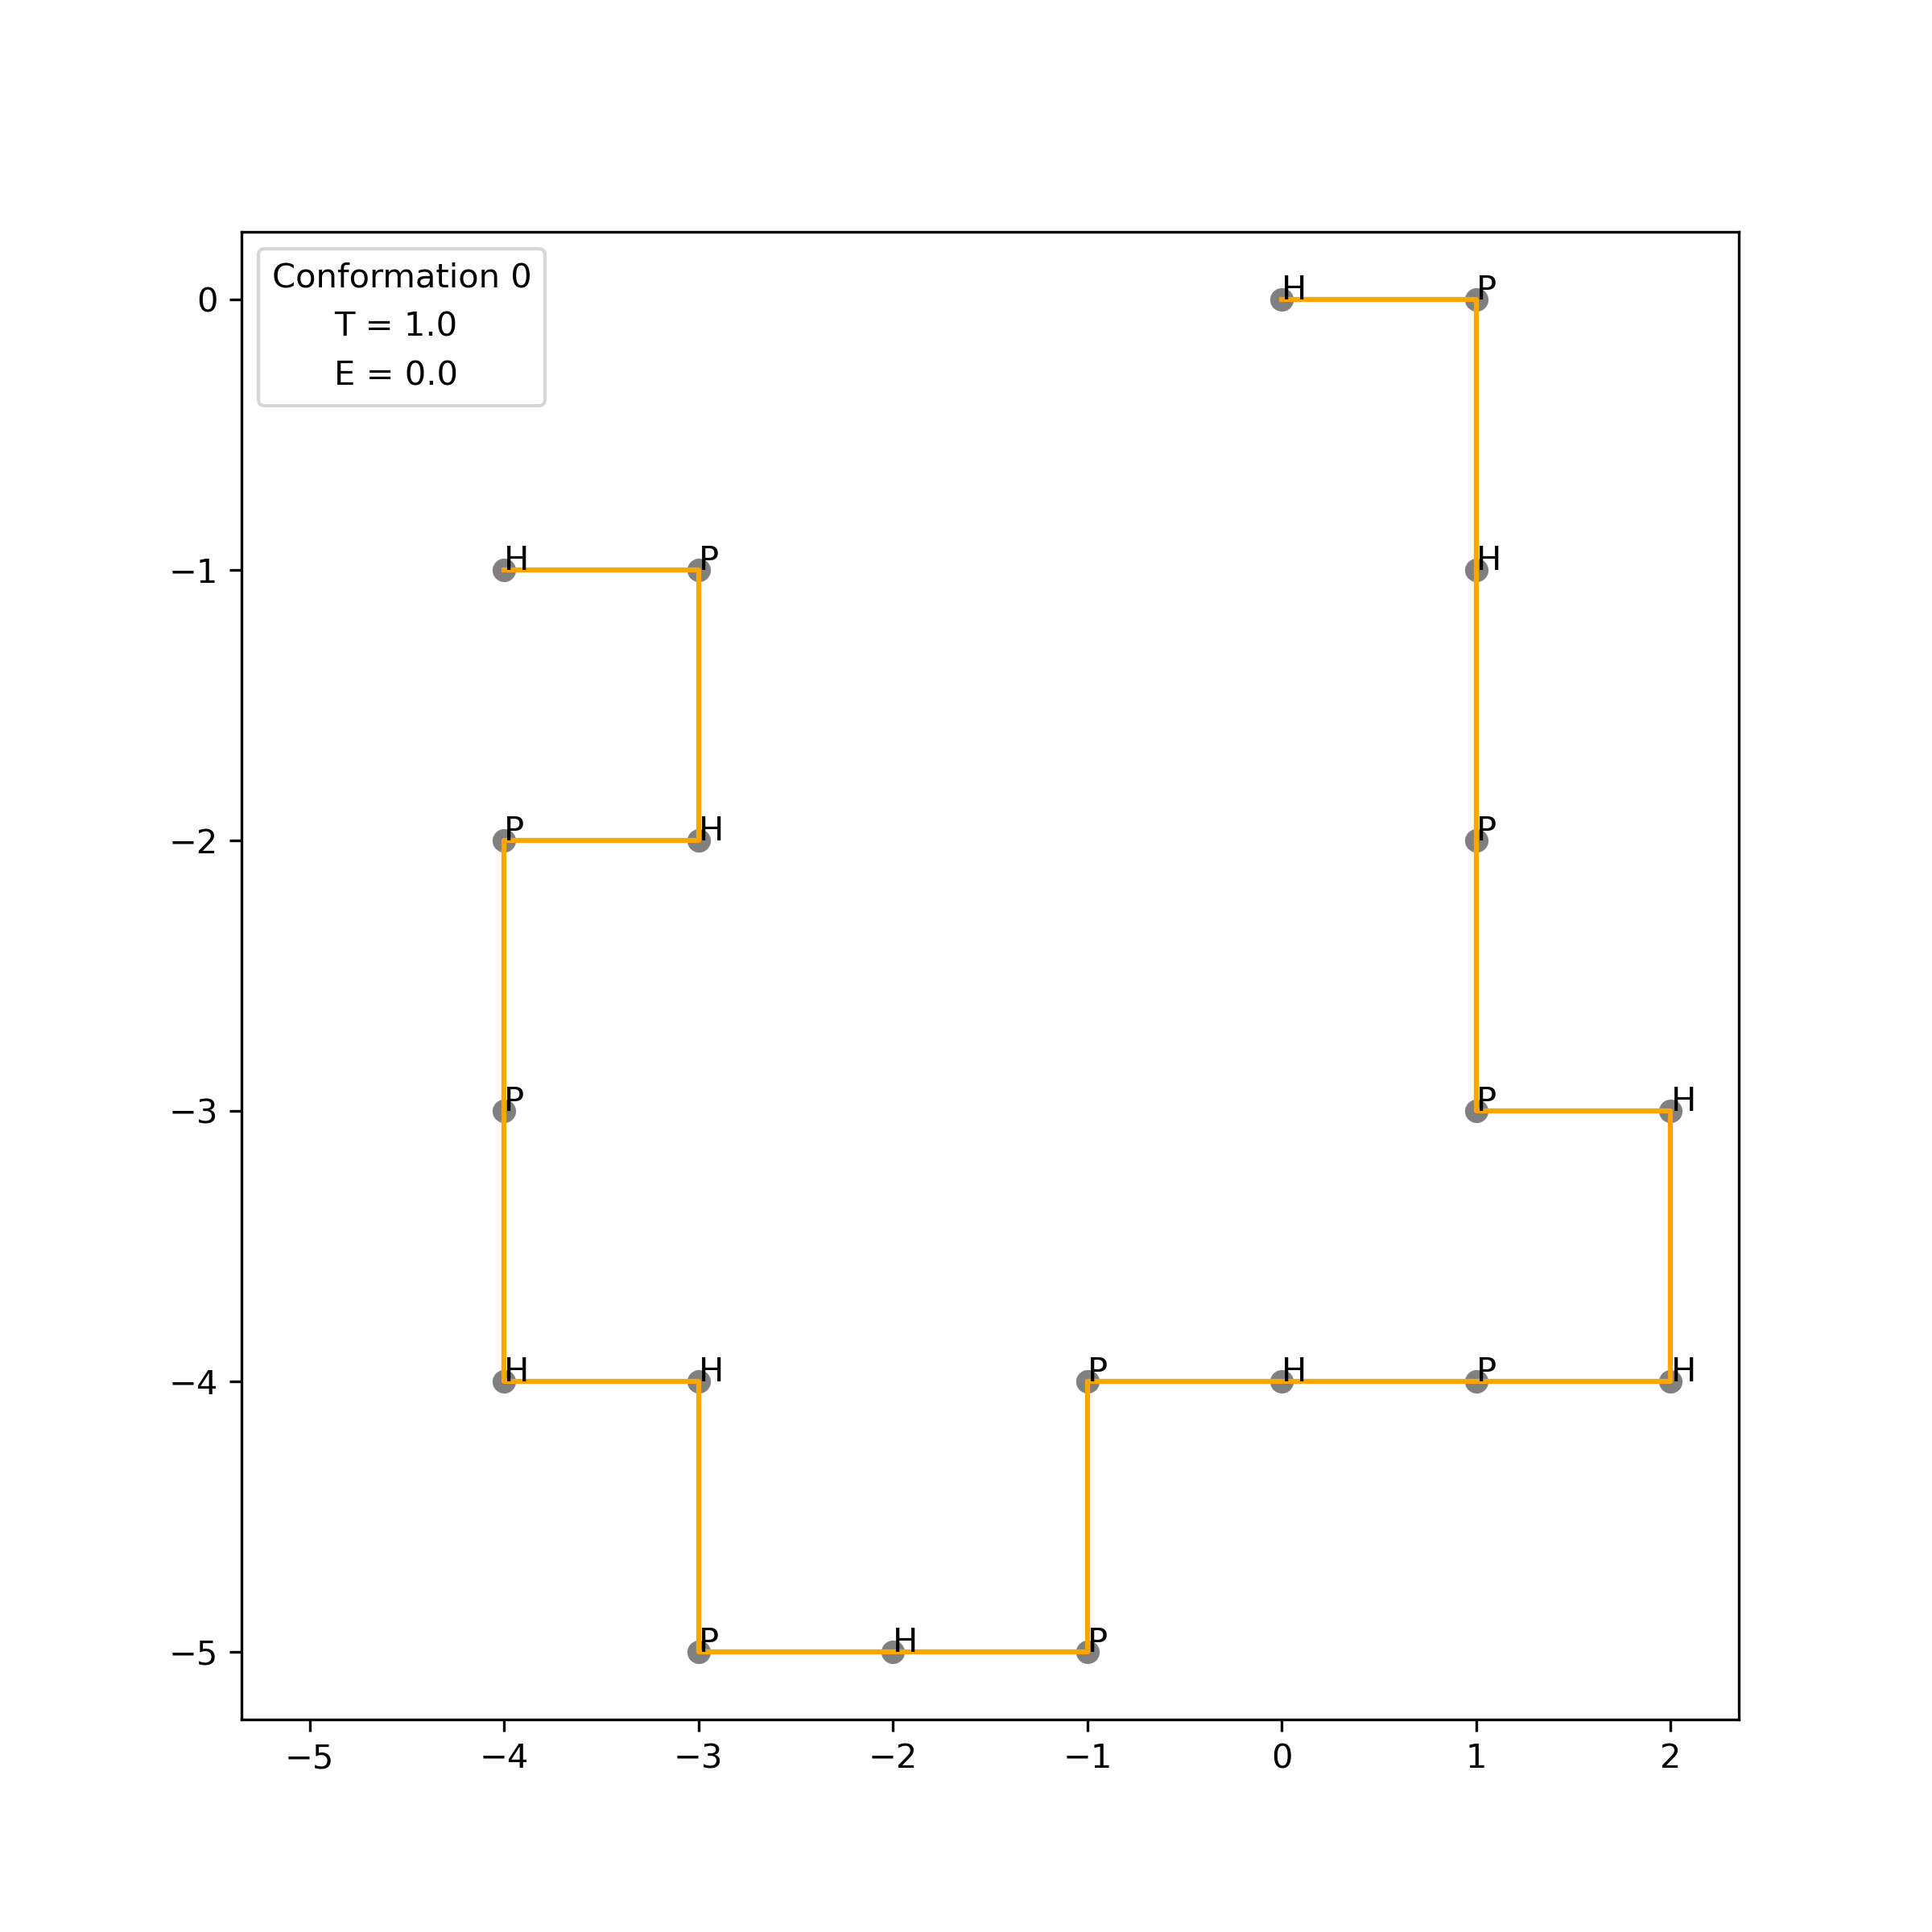 Conformation 0
T = 1.0
E = 0.0
H P
0
H P H
−1
P H P
−2
P P H
−3
H H P H P H
−4
P H P
−5
−5 −4 −3 −2 −1 0 1 2